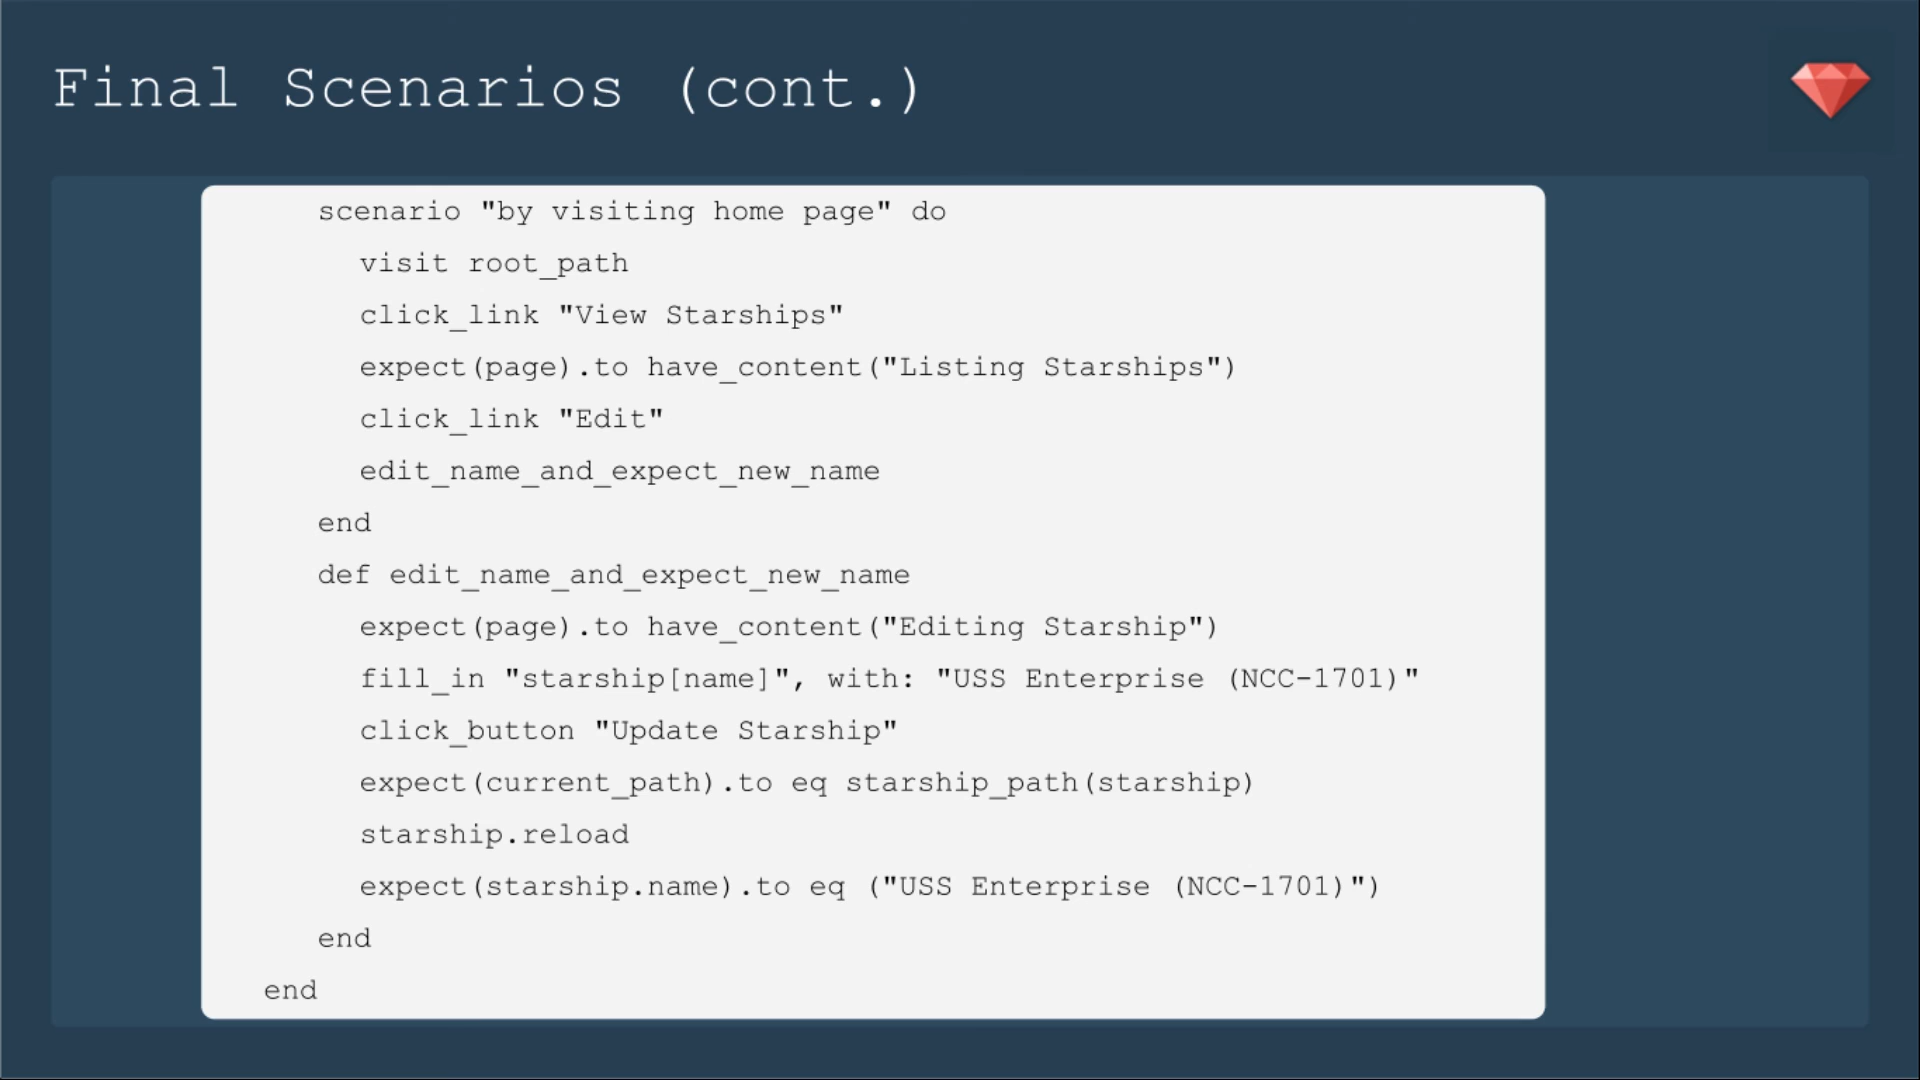 Final Scenarios (cont.)
scenario "by visiting home page" do
visit root_path
click_link "View Starships"
expect(page).to have_content("Listing Starships")
click_link "Edit"
edit_name_and_expect_new_name
end
def edit_name_and_expect_new_name
expect(page).to have_content("Editing Starship")
fill_in "starship[name]", with: "USS Enterprise (NCC-1701)"
click_button "Update Starship"
expect(current_path).to eq starship_path(starship)
starship.reload
expect(starship.name).to eq ("USS Enterprise (NCC-1701)")
end
end